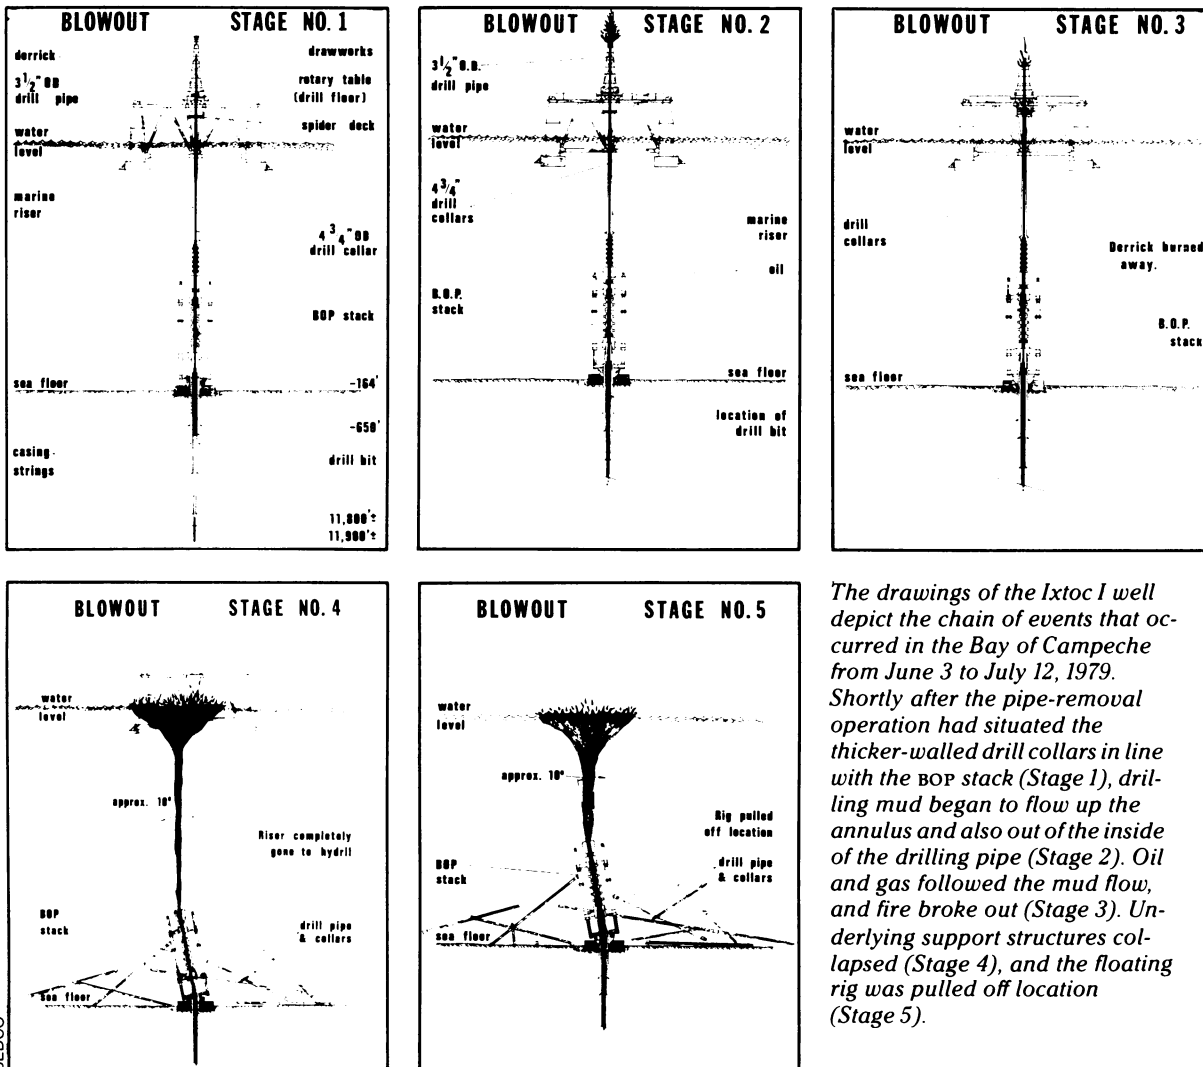 BLOWOUT STAGE NO. 1
derrick
3 1/2" OD
drill pipe
water
level
marine
riser
sea floor
casing
strings
drawworks
rotary table
(drill floor)
spider deck
4 3/4" OD
drill collar
BOP stack
-164'
-650'
drill bit
11,800'±
11,900'±
BLOWOUT STAGE NO. 2
3 1/2" O.D.
drill pipe
water
level
4 3/4"
drill
collars
B.O.P.
stack
marine
riser
oil
sea floor
location of
drill bit
BLOWOUT STAGE NO. 3
water
level
drill
collars
sea floor
Derrick burned
away.
B.O.P.
stack
BLOWOUT STAGE NO. 4
water
level
approx. 10°
Riser completely
gone to hydril
BOP
stack
drill pipe
& collars
sea floor
BLOWOUT STAGE NO. 5
water
level
approx. 10°
Rig pulled
off location
BOP
stack
drill pipe
& collars
sea floor
The drawings of the Ixtoc I well
depict the chain of events that oc-
curred in the Bay of Campeche
from June 3 to July 12, 1979.
Shortly after the pipe-removal
operation had situated the
thicker-walled drill collars in line
with the BOP stack (Stage 1), dril-
ling mud began to flow up the
annulus and also out of the inside
of the drilling pipe (Stage 2). Oil
and gas followed the mud flow,
and fire broke out (Stage 3). Un-
derlying support structures col-
lapsed (Stage 4), and the floating
rig was pulled off location
(Stage 5).